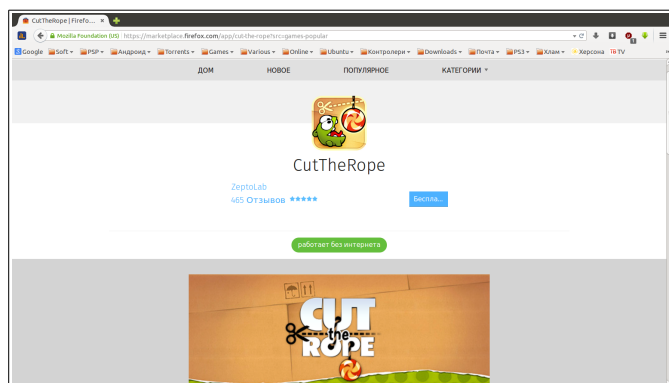 CutTheRope | Firefo...
Mozilla Foundation (US) https://marketplace.firefox.com/app/cut-the-rope?src=games-popular
Google Soft PSP Андроид Torrents Games Various Online Ubuntu Контролери Downloads Почта PS3 Хлам Херсона TV
ДОМ НОВОЕ ПОПУЛЯРНОЕ КАТЕГОРИИ
CutTheRope
ZeptoLab
465 Отзывов
Беспла...
работает без интернета
CUT
the
ROPE